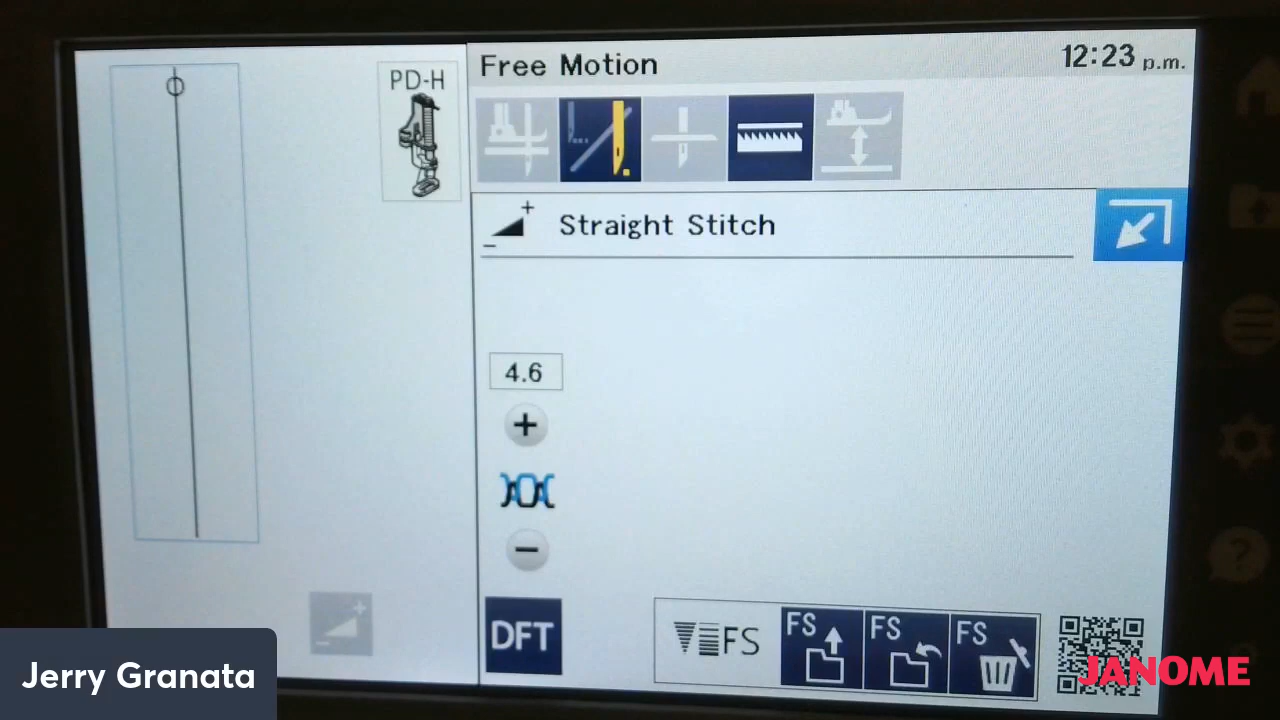 PD-H
Free Motion
12:23 p.m.
+
− Straight Stitch
4.6
+
−
+
−
DFT
FS
FS
FS
FS
?
JANOME
Jerry Granata